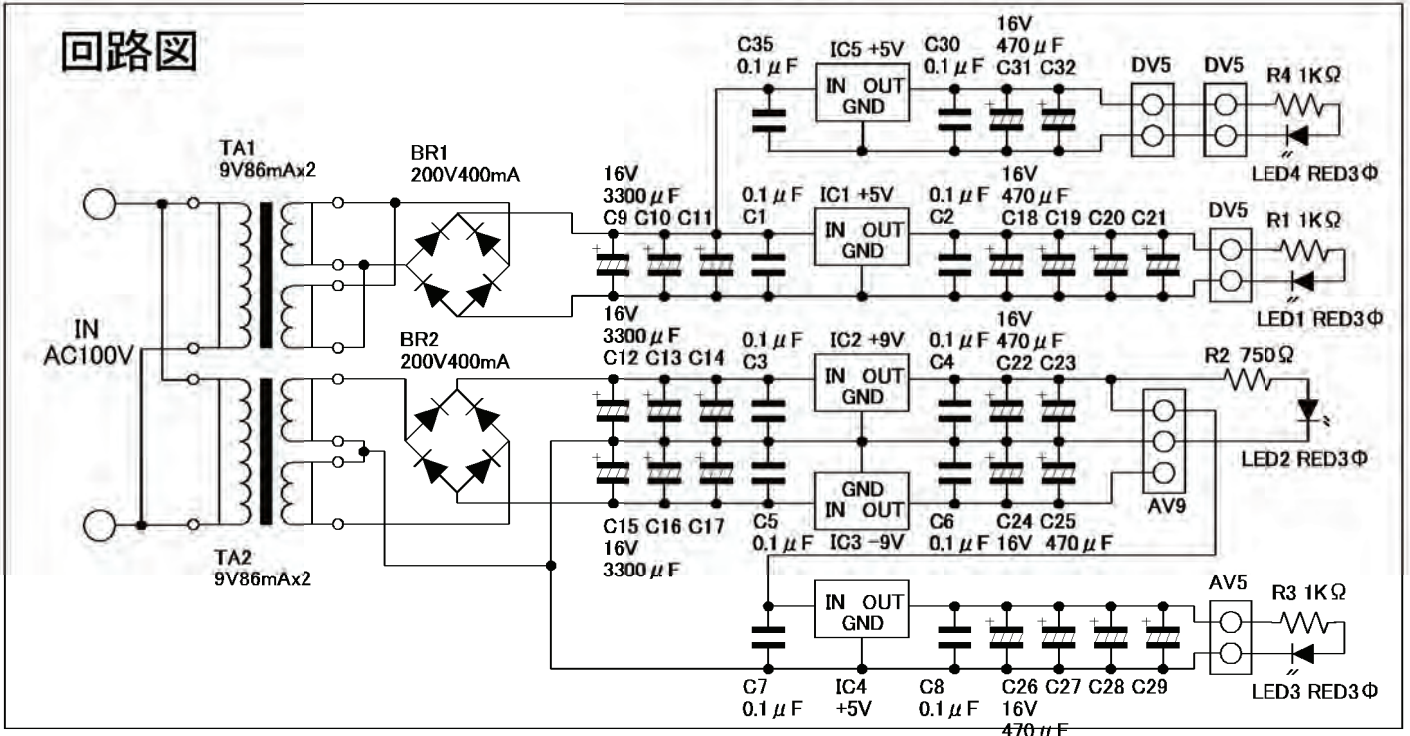 回路図
C35
0.1μF
IC5 +5V
IN OUT
GND
C30
0.1μF
16V
470μF
C31 C32
DV5
DV5
R4 1KΩ
LED4 RED3Φ
TA1
9V86mAx2
BR1
200V400mA
16V
3300μF
C9 C10 C11
0.1μF
C1
IC1 +5V
IN OUT
GND
0.1μF
C2
16V
470μF
C18 C19 C20 C21
DV5
R1 1KΩ
LED1 RED3Φ
IN
AC100V
BR2
200V400mA
16V
3300μF
C12 C13 C14
0.1μF
C3
IC2 +9V
IN OUT
GND
0.1μF
C4
16V
470μF
C22 C23
R2 750Ω
LED2 RED3Φ
AV9
GND
IN OUT
C15 C16 C17
16V
3300μF
C5
0.1μF
IC3 -9V
C6
0.1μF
C24 C25
16V 470μF
TA2
9V86mAx2
IN OUT
GND
AV5
R3 1KΩ
LED3 RED3Φ
C7
0.1μF
IC4
+5V
C8
0.1μF
C26 C27 C28 C29
16V
470μF